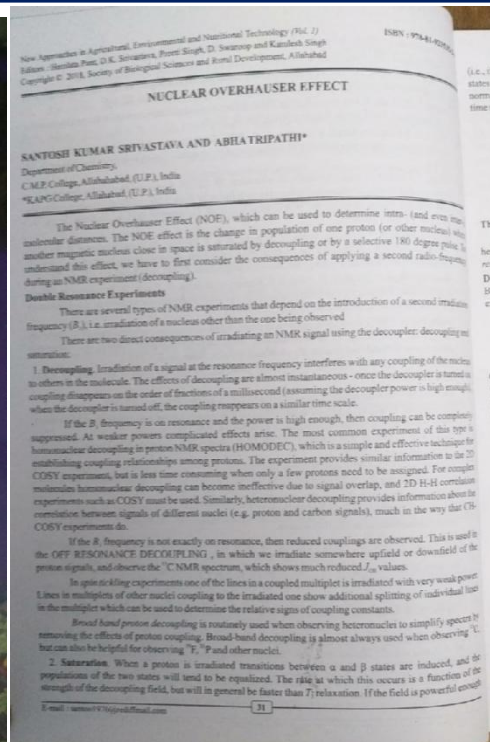 New Approaches in Agricultural, Environmental and Nutritional Technology (Vol. 2)
ISBN : 978-81-
Editors : Pant, D.K. Srivastava, Preeti Singh, D. Swaroop and Kamlesh Singh
Copyright © 2018, Society of Biological Sciences and Rural Development, Allahabad
NUCLEAR OVERHAUSER EFFECT
SANTOSH KUMAR SRIVASTAVA AND ABHA TRIPATHI*
Department of Chemistry,
C.M.P. College, Allahabad, (U.P.), India
*KAPG College, Allahabad, (U.P.), India
The Nuclear Overhauser Effect (NOE), which can be used to determine intra- (and even
molecular distances. The NOE effect is the change in population of one proton (or other nucleus)
another magnetic nucleus close in space is saturated by decoupling or by a selective 180 degree pulse. To
understand this effect, we have to first consider the consequences of applying a second radio-frequency
during an NMR experiment (decoupling).
Double Resonance Experiments
There are several types of NMR experiments that depend on the introduction of a second irradiation
frequency (B₂), i.e. irradiation of a nucleus other than the one being observed
There are two direct consequences of irradiating an NMR signal using the decoupler: decoupling and
saturation:
1. Decoupling. Irradiation of a signal at the resonance frequency interferes with any coupling of the nucleus
to others in the molecule. The effects of decoupling are almost instantaneous - once the decoupler is turned
coupling disappears on the order of fractions of a millisecond (assuming the decoupler power is high enough),
when the decoupler is turned off, the coupling reappears on a similar time scale.
If the B₂ frequency is on resonance and the power is high enough, then coupling can be completely
suppressed. At weaker powers complicated effects arise. The most common experiment of this type is
homonuclear decoupling in proton NMR spectra (HOMODEC), which is a simple and effective technique for
establishing coupling relationships among protons. The experiment provides similar information to the 2D
COSY experiment, but is less time consuming when only a few protons need to be assigned. For complex
molecules homonuclear decoupling can become ineffective due to signal overlap, and 2D H-H correlation
experiments such as COSY must be used. Similarly, heteronuclear decoupling provides information about the
correlation between signals of different nuclei (e.g. proton and carbon signals), much in the way that CH-
COSY experiments do.
If the B₂ frequency is not exactly on resonance, then reduced couplings are observed. This is used in
the OFF RESONANCE DECOUPLING , in which we irradiate somewhere upfield or downfield of the
proton signals, and observe the ¹³C NMR spectrum, which shows much reduced J values.
In spin tickling experiments one of the lines in a coupled multiplet is irradiated with very weak power.
Lines in multiplets of other nuclei coupling to the irradiated one show additional splitting of individual lines
in the multiplet which can be used to determine the relative signs of coupling constants.
Broad band proton decoupling is routinely used when observing heteronuclei to simplify spectra by
removing the effects of proton coupling. Broad-band decoupling is almost always used when observing ¹³C,
but can also be helpful for observing ¹⁹F, ³¹P and other nuclei.
2. Saturation. When a proton is irradiated transitions between α and β states are induced, and the
populations of the two states will tend to be equalized. The rate at which this occurs is a function of the
strength of the decoupling field, but will in general be faster than T₁ relaxation. If the field is powerful enough
31
(i.e.,
states
norm
time: